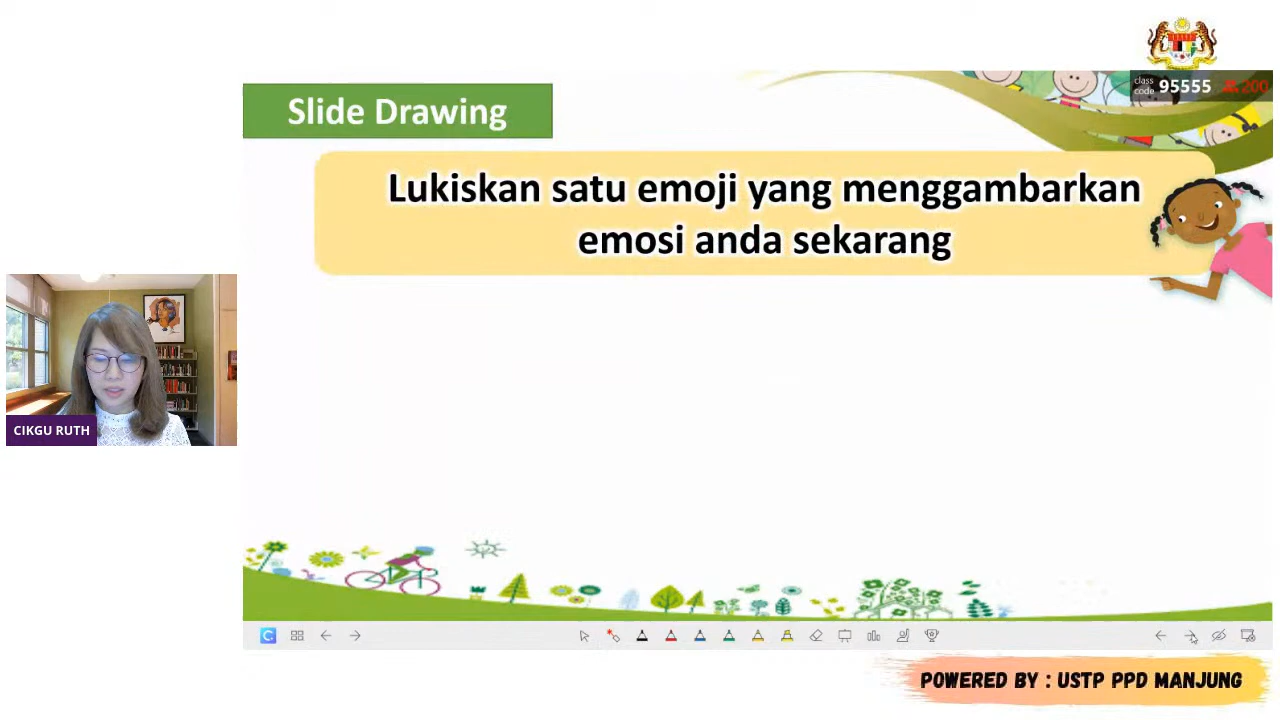 class
code 95555 200
Slide Drawing
Lukiskan satu emoji yang menggambarkan
emosi anda sekarang
CIKGU RUTH
POWERED BY : USTP PPD MANJUNG